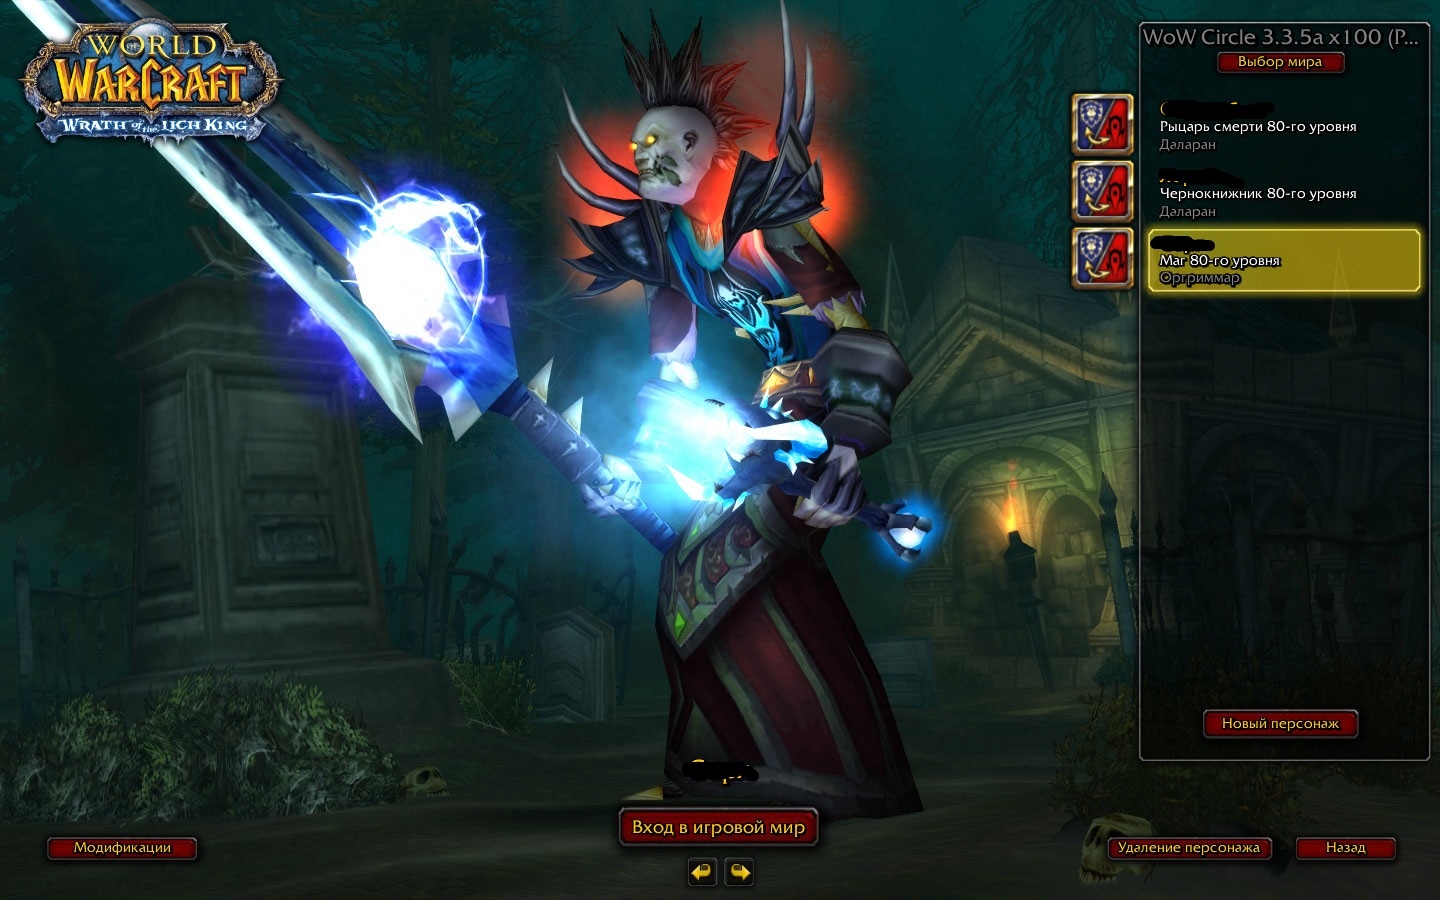 WORLD
OF
WARCRAFT
WRATH of the LICH KING
WoW Circle 3.3.5a x100 (P...
Выбор мира
Рыцарь смерти 80-го уровня
Даларан
Чернокнижник 80-го уровня
Даларан
Маг 80-го уровня
Оргриммар
Новый персонаж
Вход в игровой мир
Модификации
Удаление персонажа
Назад